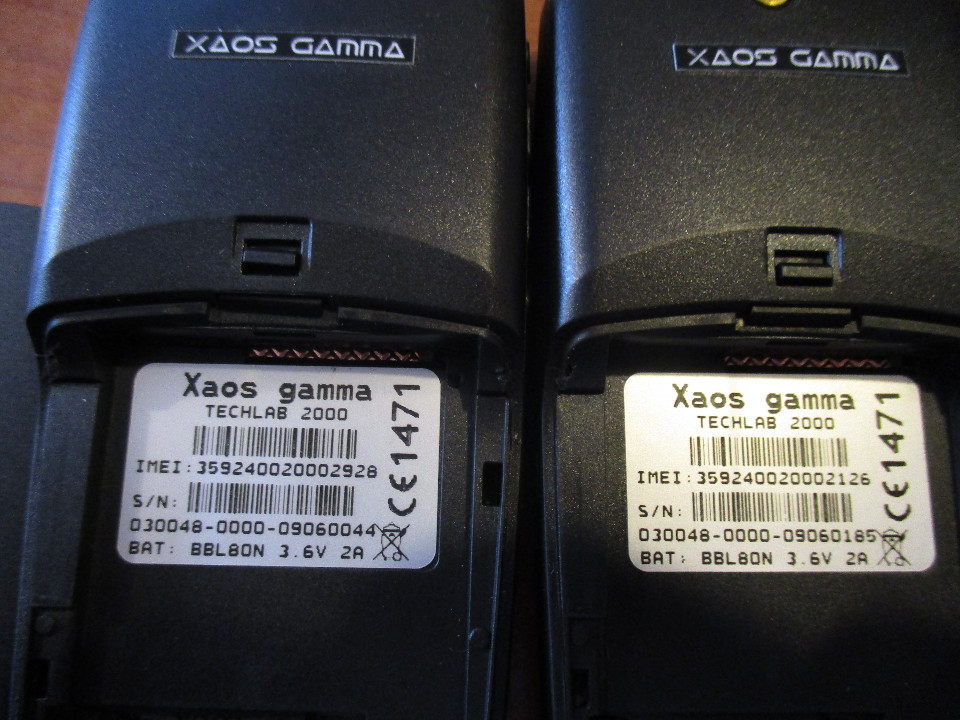 XAOS GAMMA
Xaos gamma
TECHLAB 2000
IMEI:359240020002928
S/N:
030048-0000-09060044
BAT: BBL80N 3.6V 2A
CE1471
XAOS GAMMA
Xaos gamma
TECHLAB 2000
IMEI:359240020002126
S/N:
030048-0000-09060185
BAT: BBL80N 3.6V 2A
CE1471